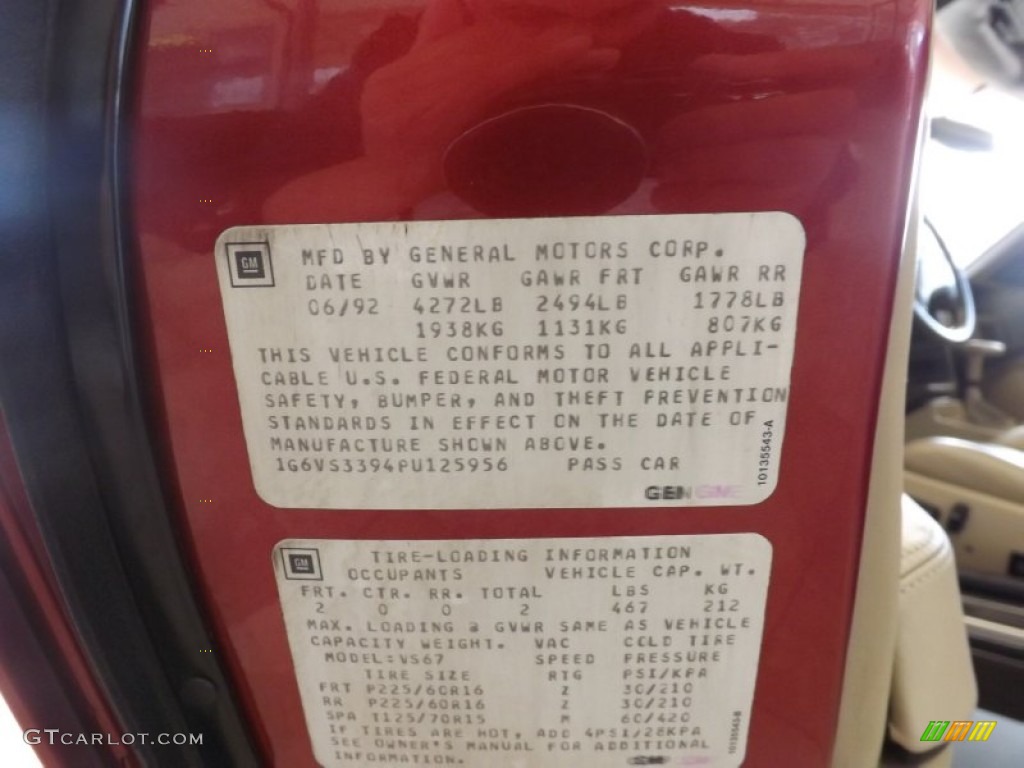 GM MFD BY GENERAL MOTORS CORP.
DATE GVWR GAWR FRT GAWR RR
06/92 4272LB 2494LB 1778LB
1938KG 1131KG 807KG
THIS VEHICLE CONFORMS TO ALL APPLI-
CABLE U.S. FEDERAL MOTOR VEHICLE
SAFETY, BUMPER, AND THEFT PREVENTION
STANDARDS IN EFFECT ON THE DATE OF
MANUFACTURE SHOWN ABOVE.
1G6VS3394PU125956 PASS CAR
10135543-A
GM TIRE-LOADING INFORMATION
OCCUPANTS VEHICLE CAP. WT.
FRT. CTR. RR. TOTAL LBS KG
2 0 0 2 467 212
MAX. LOADING @ GVWR SAME AS VEHICLE
CAPACITY WEIGHT. VAC COLD TIRE
MODEL:VS67 SPEED PRESSURE
TIRE SIZE RTG PSI/KPA
FRT P225/60R16 Z 30/210
RR P225/60R16 Z 30/210
SPA T125/70R15 M 60/420
IF TIRES ARE HOT, ADD 4PSI/28KPA
SEE OWNER'S MANUAL FOR ADDITIONAL
INFORMATION.
10135543-B
GTCARLOT.COM